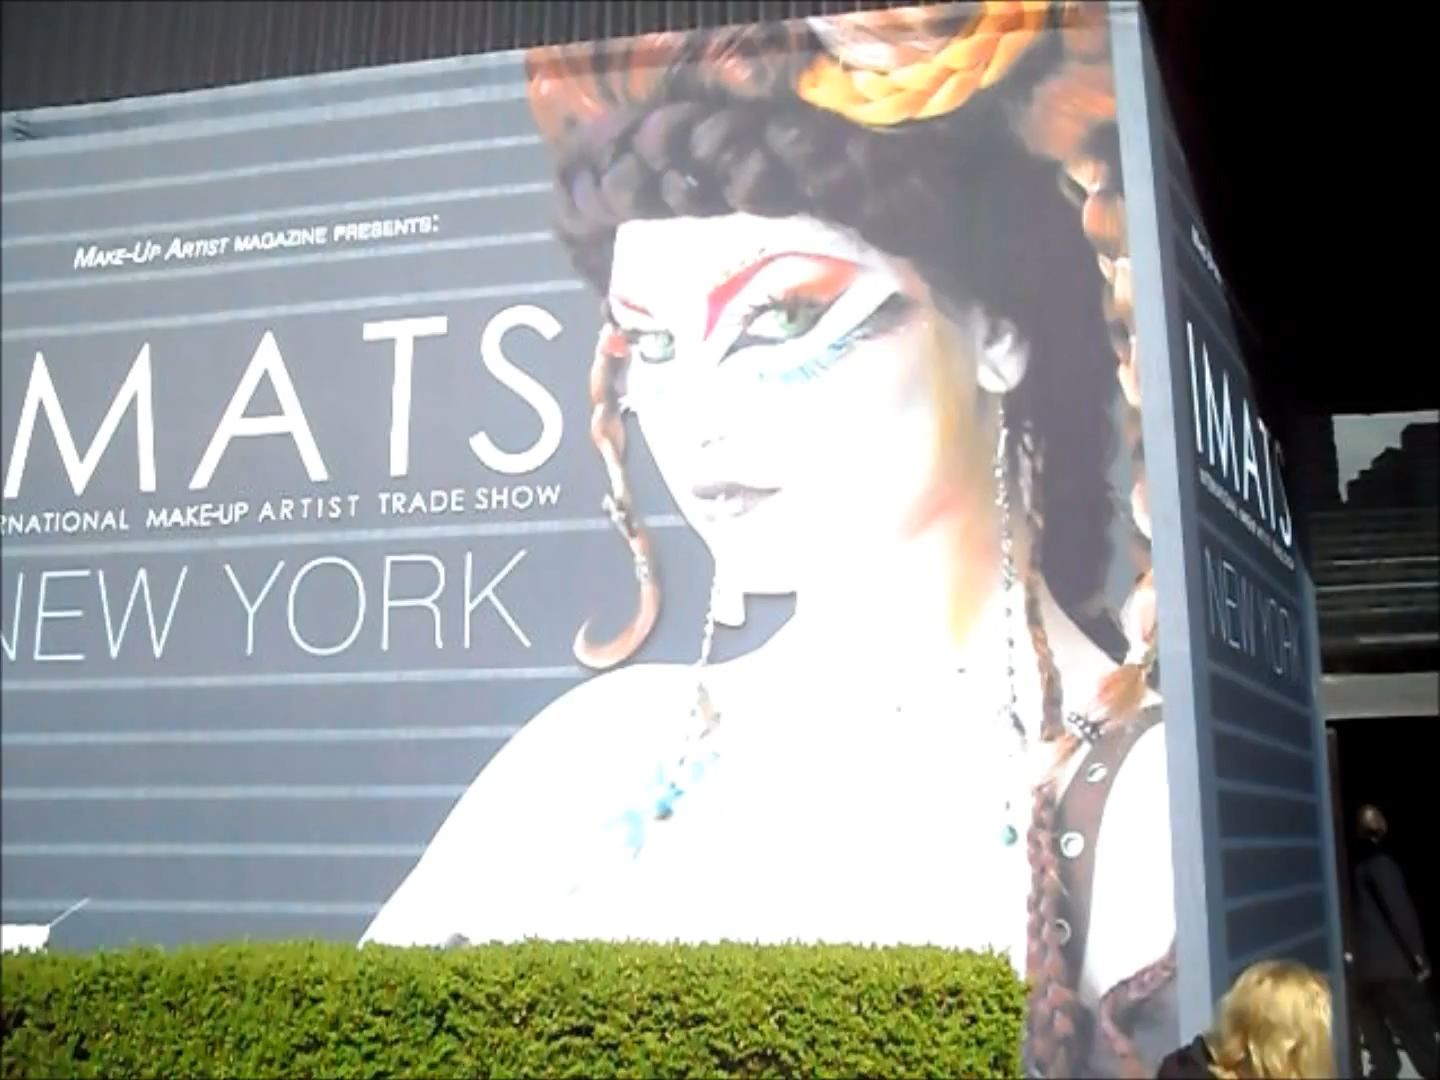 MAKE-UP ARTIST MAGAZINE PRESENTS:
IMATS
MATS
RNATIONAL MAKE-UP ARTIST TRADE SHOW
NEW YORK
NEW YORK